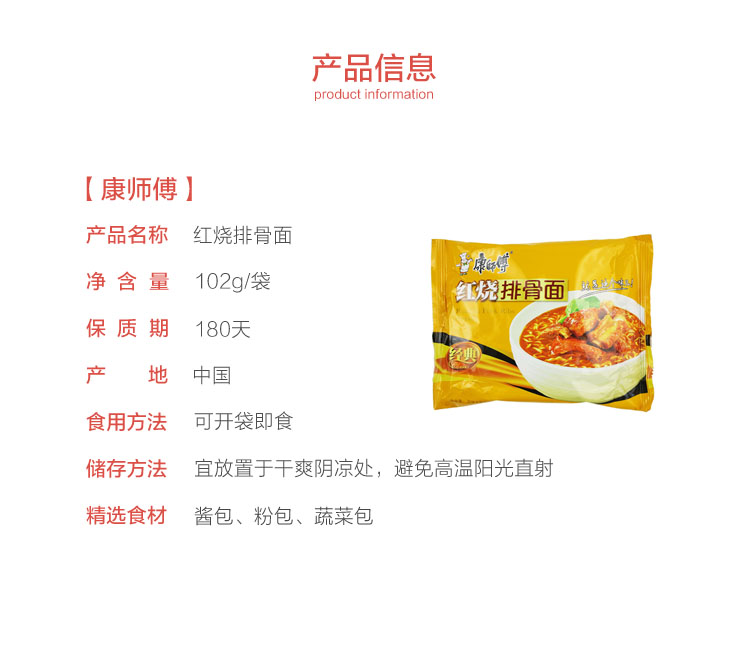 产品信息
product information
【康师傅】
产品名称 红烧排骨面
净含量 102g/袋
保质期 180天
产地 中国
食用方法 可开袋即食
储存方法 宜放置于干爽阴凉处，避免高温阳光直射
精选食材 酱包、粉包、蔬菜包
康师傅
红烧排骨面
经典